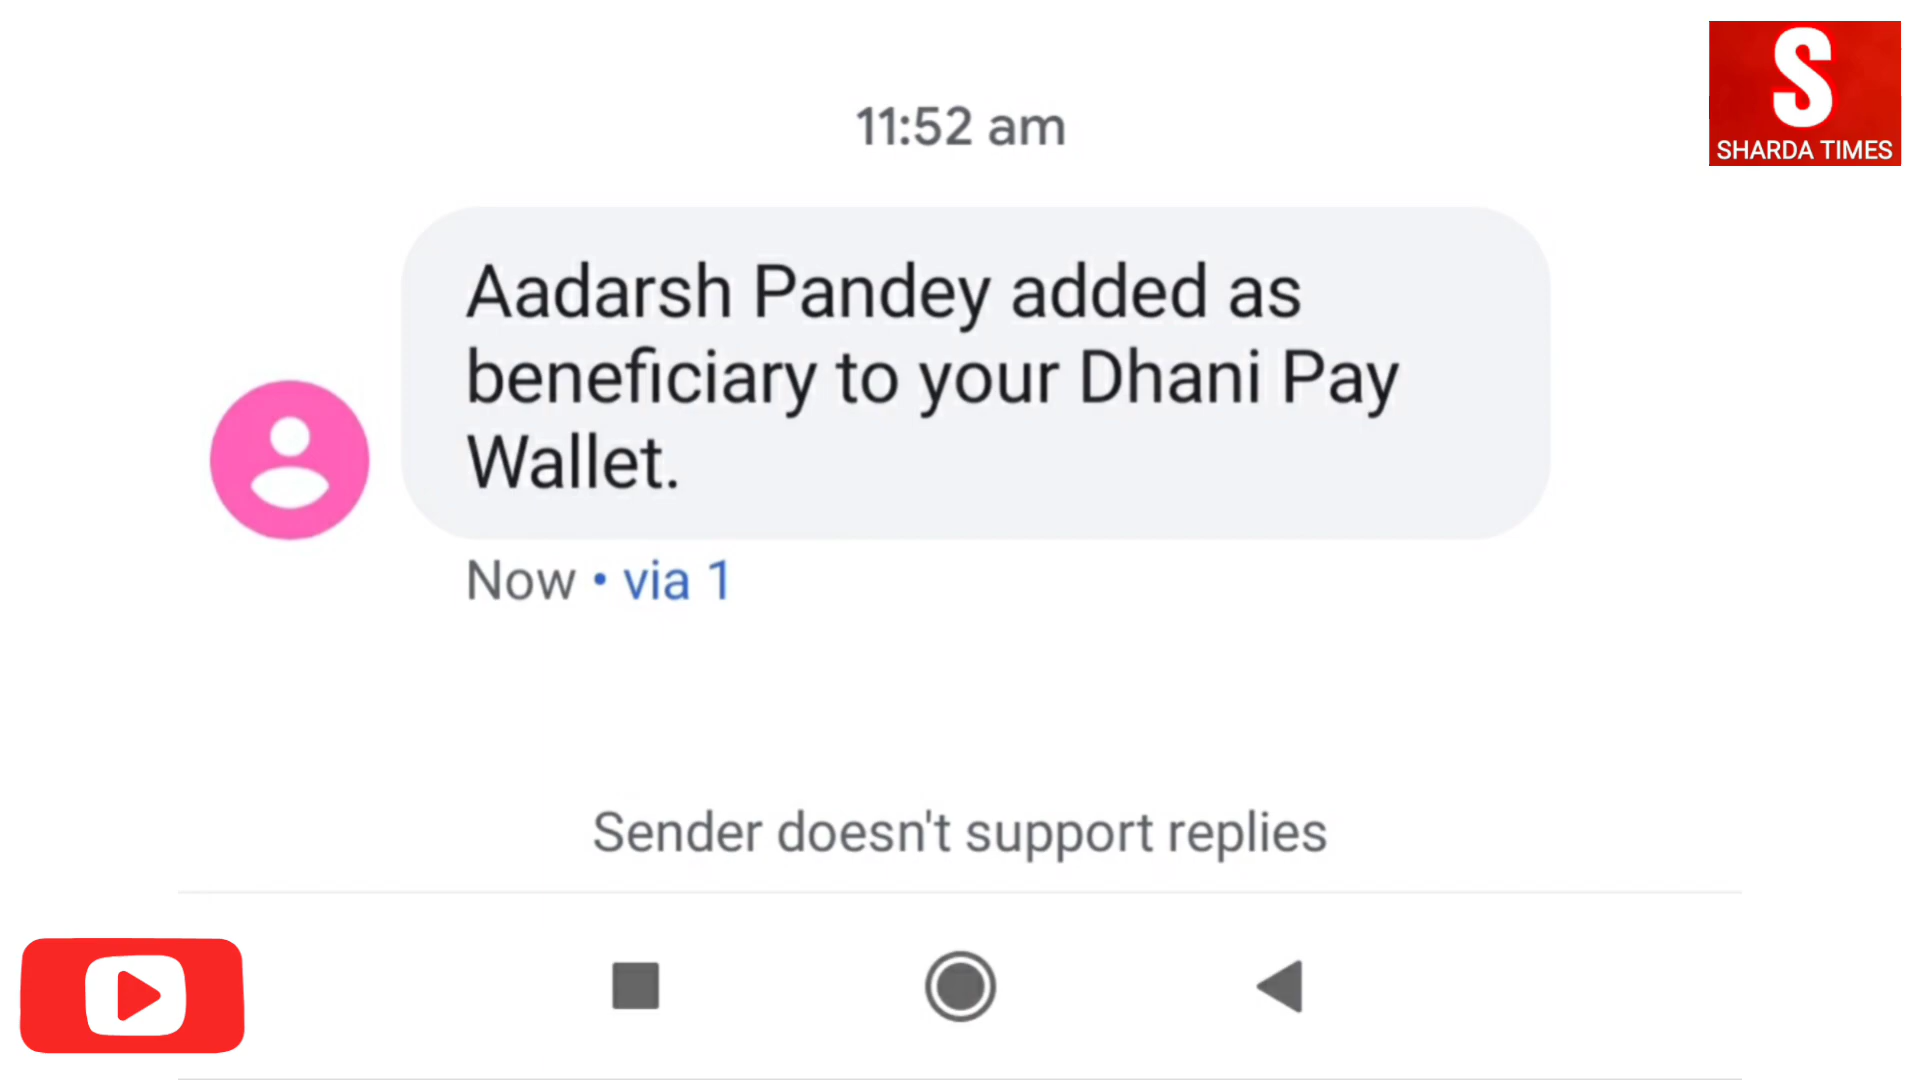 S
SHARDA TIMES
11:52 am
Aadarsh Pandey added as
beneficiary to your Dhani Pay
Wallet.
Now • via 1
Sender doesn't support replies